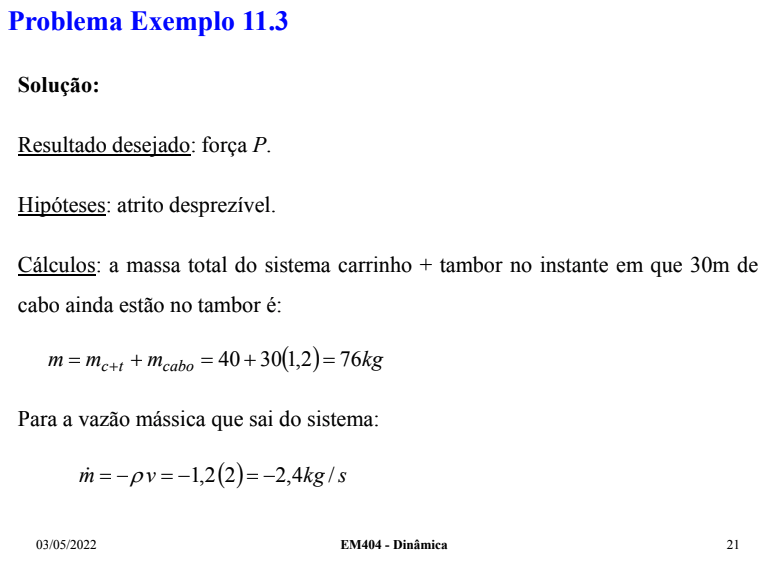 Problema Exemplo 11.3
Solução:
Resultado desejado: força P.
Hipóteses: atrito desprezível.
Cálculos: a massa total do sistema carrinho + tambor no instante em que 30m de
cabo ainda estão no tambor é:
m = m_{c+t} + m_{cabo} = 40 + 30(1,2) = 76kg
Para a vazão mássica que sai do sistema:
ṁ = −ρ v = −1,2(2) = −2,4kg / s
03/05/2022 EM404 - Dinâmica 21